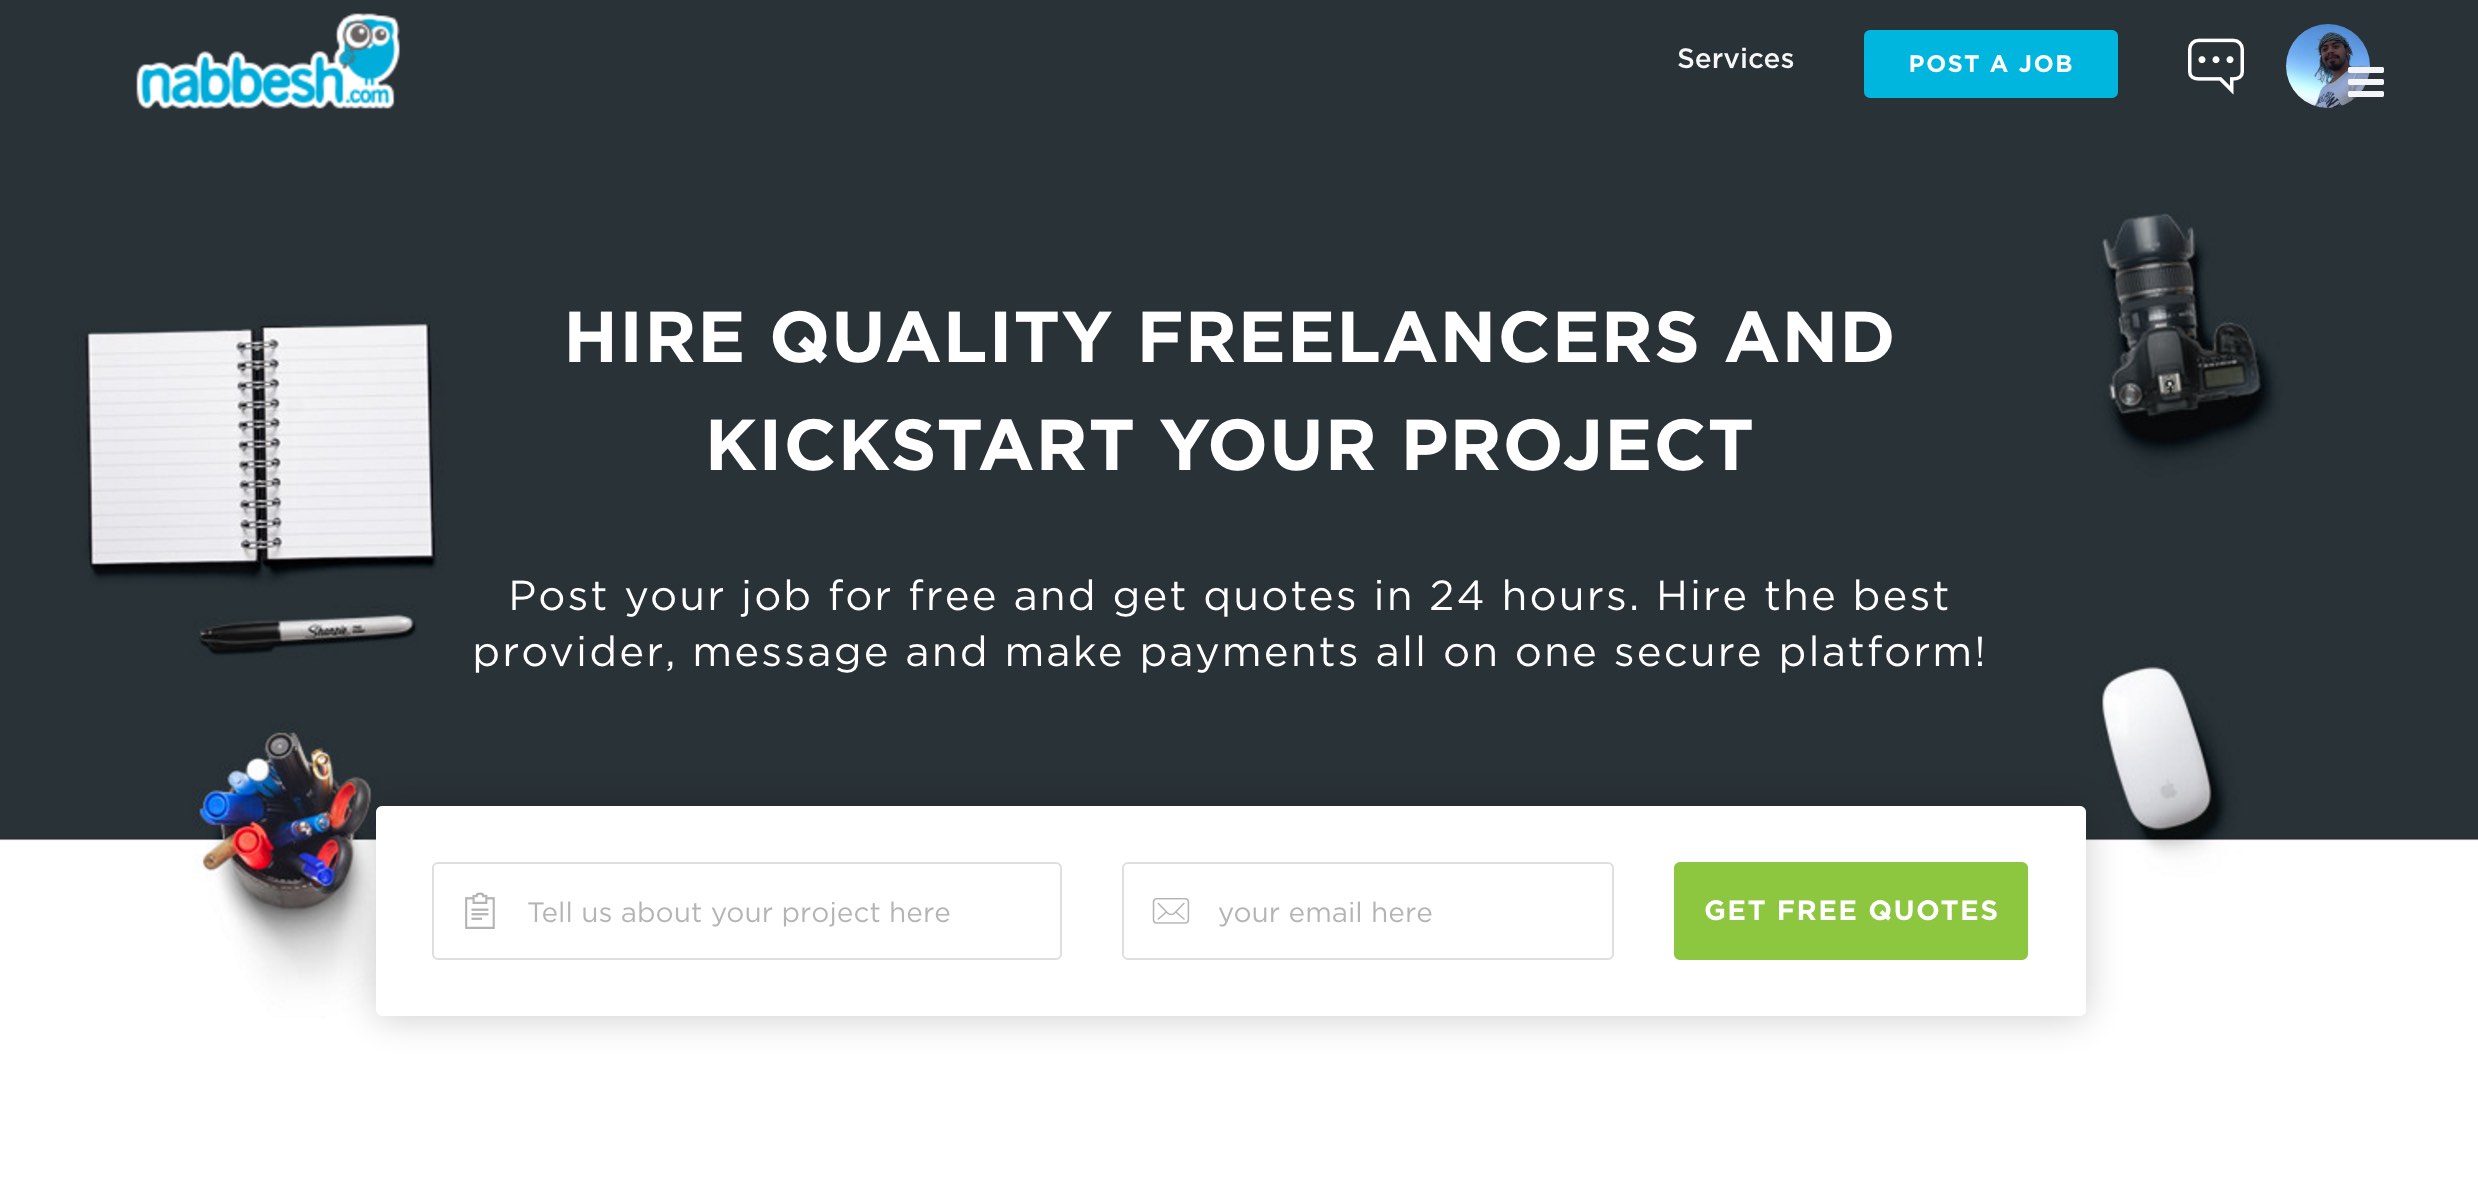 nabbesh.com
Services
POST A JOB
HIRE QUALITY FREELANCERS AND
KICKSTART YOUR PROJECT
Post your job for free and get quotes in 24 hours. Hire the best
provider, message and make payments all on one secure platform!
Sharpie
Tell us about your project here
your email here
GET FREE QUOTES